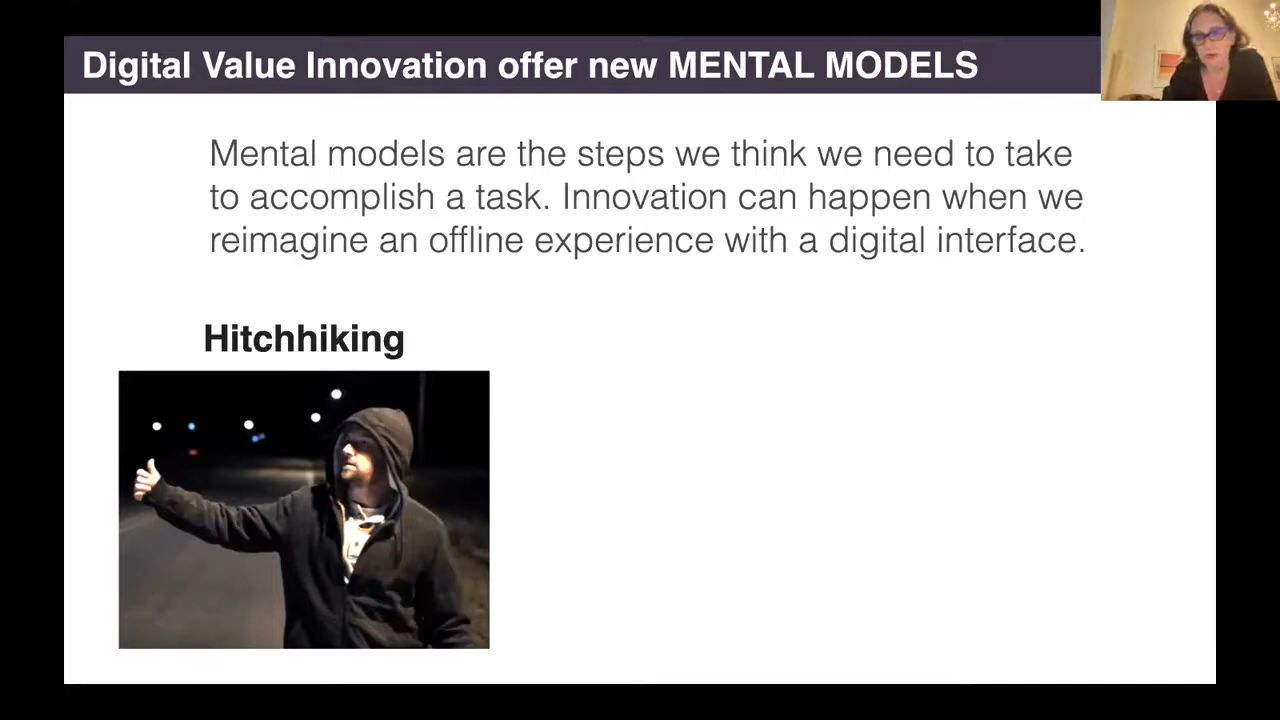 Digital Value Innovation offer new MENTAL MODELS
Mental models are the steps we think we need to take
to accomplish a task. Innovation can happen when we
reimagine an offline experience with a digital interface.
Hitchhiking